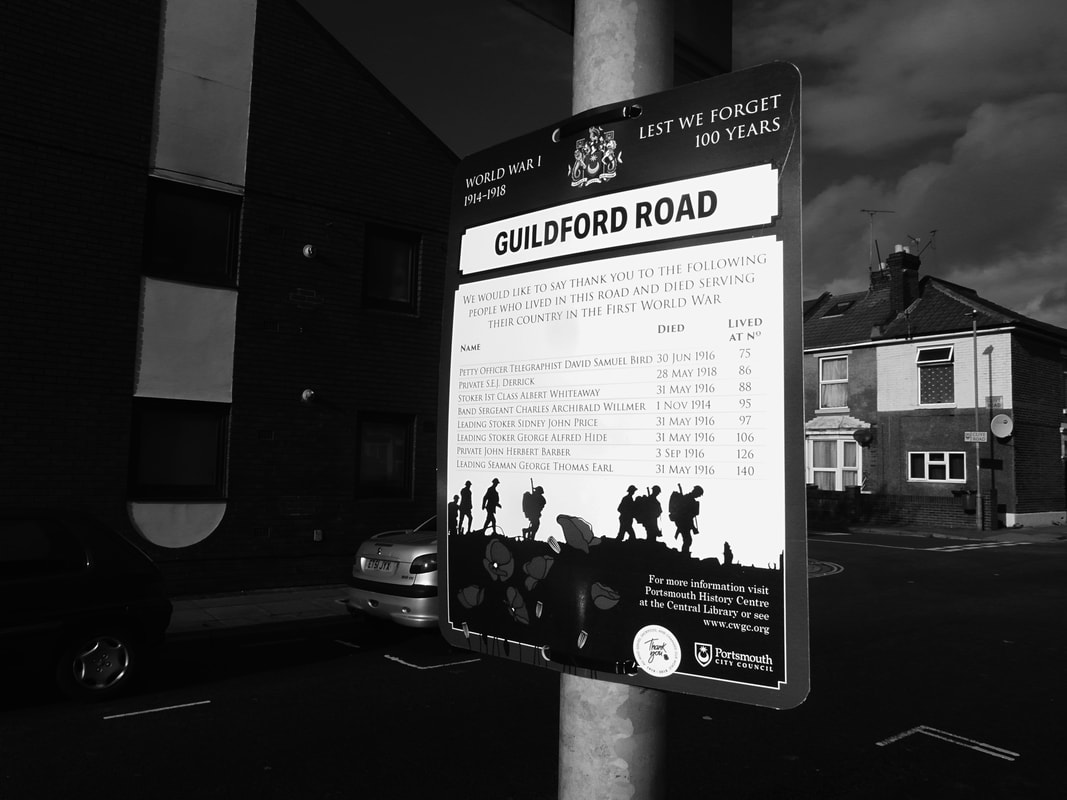 WORLD WAR I
1914–1918
LEST WE FORGET
100 YEARS
GUILDFORD ROAD
WE WOULD LIKE TO SAY THANK YOU TO THE FOLLOWING
PEOPLE WHO LIVED IN THIS ROAD AND DIED SERVING
THEIR COUNTRY IN THE FIRST WORLD WAR
NAME DIED LIVED AT Nº
PETTY OFFICER TELEGRAPHIST DAVID SAMUEL BIRD 30 JUN 1916 75
PRIVATE S.E.J. DERRICK 28 MAY 1918 86
STOKER 1ST CLASS ALBERT WHITEAWAY 31 MAY 1916 88
BAND SERGEANT CHARLES ARCHIBALD WILLMER 1 NOV 1914 95
LEADING STOKER SIDNEY JOHN PRICE 31 MAY 1916 97
LEADING STOKER GEORGE ALFRED HIDE 31 MAY 1916 106
PRIVATE JOHN HERBERT BARBER 3 SEP 1916 126
LEADING SEAMAN GEORGE THOMAS EARL 31 MAY 1916 140
For more information visit
Portsmouth History Centre
at the Central Library or see
www.cwgc.org
Thank you
Portsmouth
CITY COUNCIL
ROAD